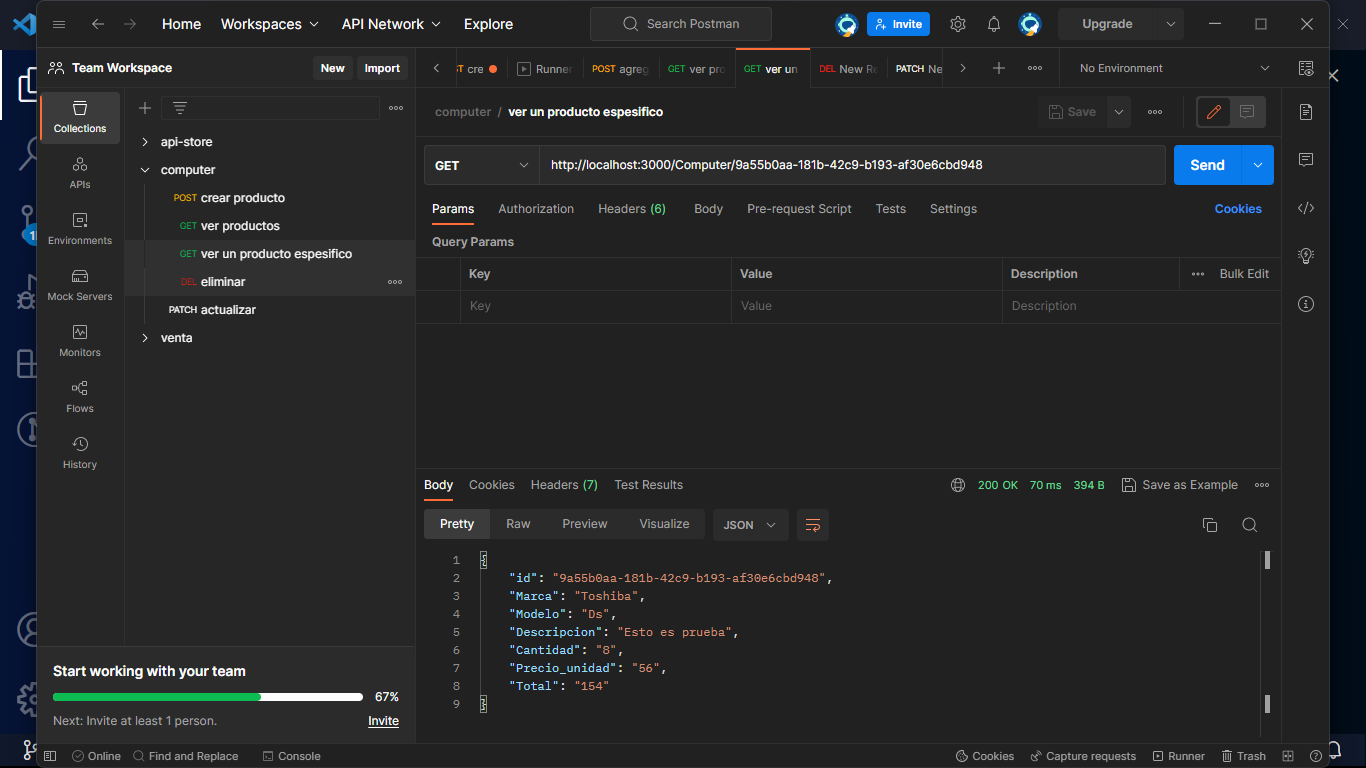 Home Workspaces API Network Explore Search Postman Invite Upgrade
Team Workspace New Import
cre Runner POST agreg GET ver pro GET ver un DEL New Re PATCH Ne No Environment
Collections
APIs
Environments
Mock Servers
Monitors
Flows
History
api-store
computer
POST crear producto
GET ver productos
GET ver un producto espesifico
DEL eliminar
PATCH actualizar
venta
computer / ver un producto espesifico Save
GET http://localhost:3000/Computer/9a55b0aa-181b-42c9-b193-af30e6cbd948 Send
Params Authorization Headers (6) Body Pre-request Script Tests Settings Cookies
Query Params
Key Value Description Bulk Edit
Key Value Description
Body Cookies Headers (7) Test Results 200 OK 70 ms 394 B Save as Example
Pretty Raw Preview Visualize JSON
1 {
2 "id": "9a55b0aa-181b-42c9-b193-af30e6cbd948",
3 "Marca": "Toshiba",
4 "Modelo": "Ds",
5 "Descripcion": "Esto es prueba",
6 "Cantidad": "8",
7 "Precio_unidad": "56",
8 "Total": "154"
9 }
Start working with your team
67%
Next: Invite at least 1 person. Invite
Online Find and Replace Console Cookies Capture requests Runner Trash